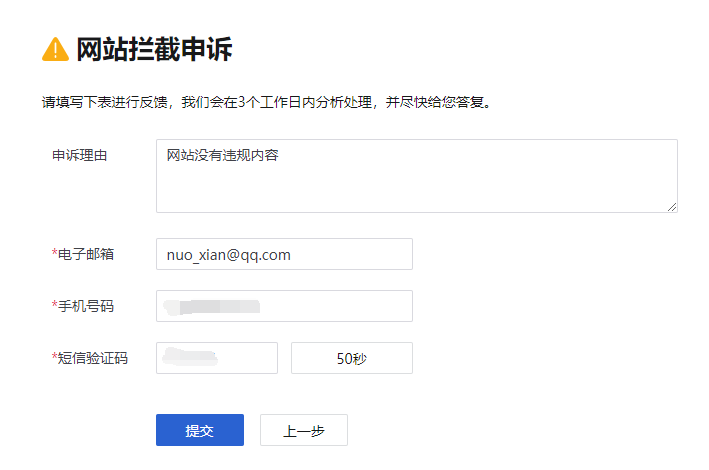 网站拦截申诉
请填写下表进行反馈，我们会在3个工作日内分析处理，并尽快给您答复。
申诉理由 网站没有违规内容
*电子邮箱 nuo_xian@qq.com
*手机号码
*短信验证码 50秒
提交 上一步